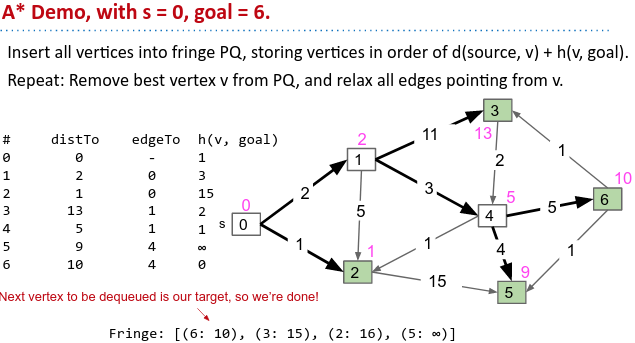 A* Demo, with s = 0, goal = 6.
Insert all vertices into fringe PQ, storing vertices in order of d(source, v) + h(v, goal).
Repeat: Remove best vertex v from PQ, and relax all edges pointing from v.
# distTo edgeTo h(v, goal)
0 0 - 1
1 2 0 3
2 1 0 15
3 13 1 2
4 5 1 1
5 9 4 ∞
6 10 4 0
3
13
11
2
1
2
1
10
6
3
5
4
5
2
0
s 0
5
1
1
4
1
1
2
15
9
5
Next vertex to be dequeued is our target, so we're done!
Fringe: [(6: 10), (3: 15), (2: 16), (5: ∞)]